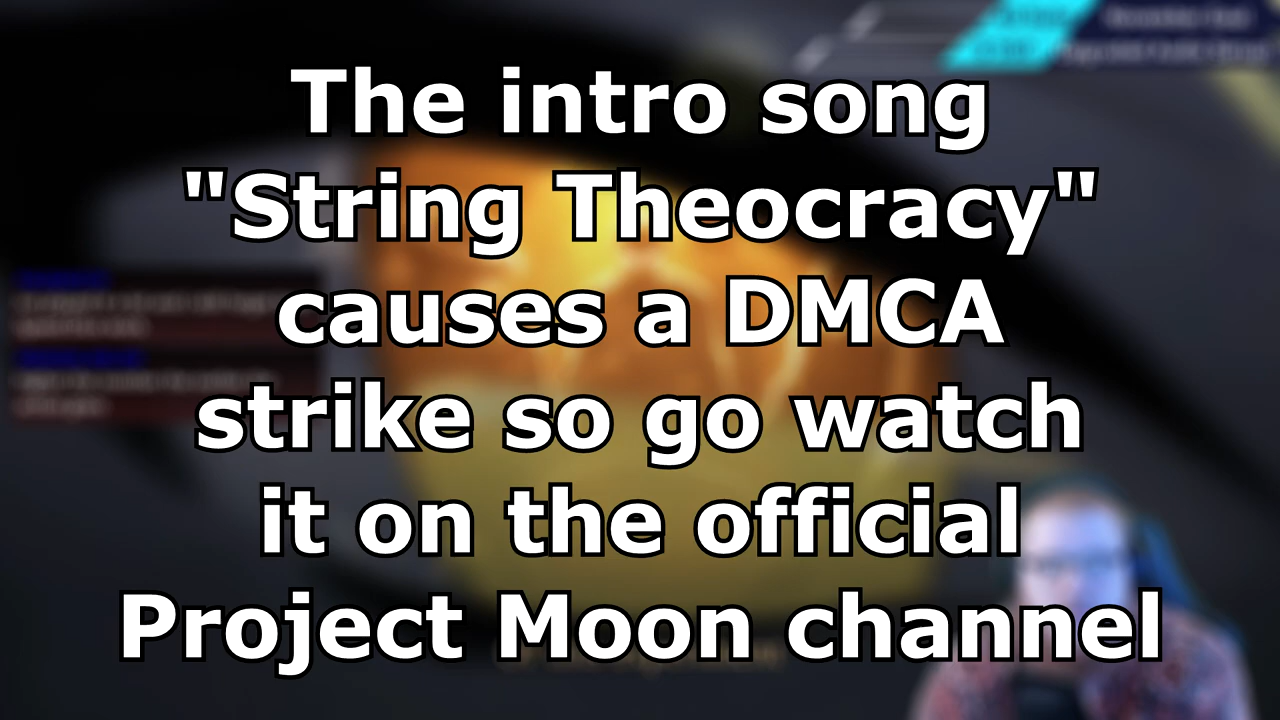 The intro song
"String Theocracy"
causes a DMCA
strike so go watch
it on the official
Project Moon channel